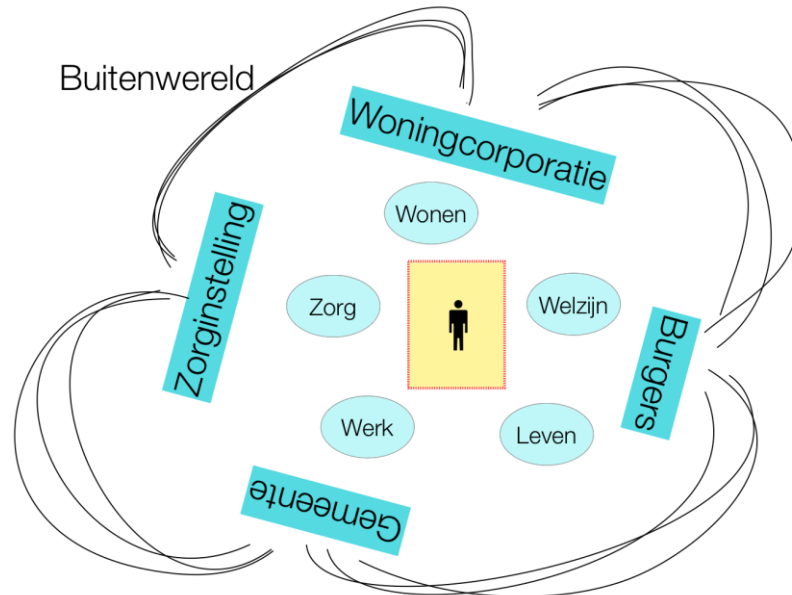 Buitenwereld
Woningcorporatie
Wonen
Zorginstelling
Zorg
Welzijn
Burgers
Werk
Leven
Gemeente